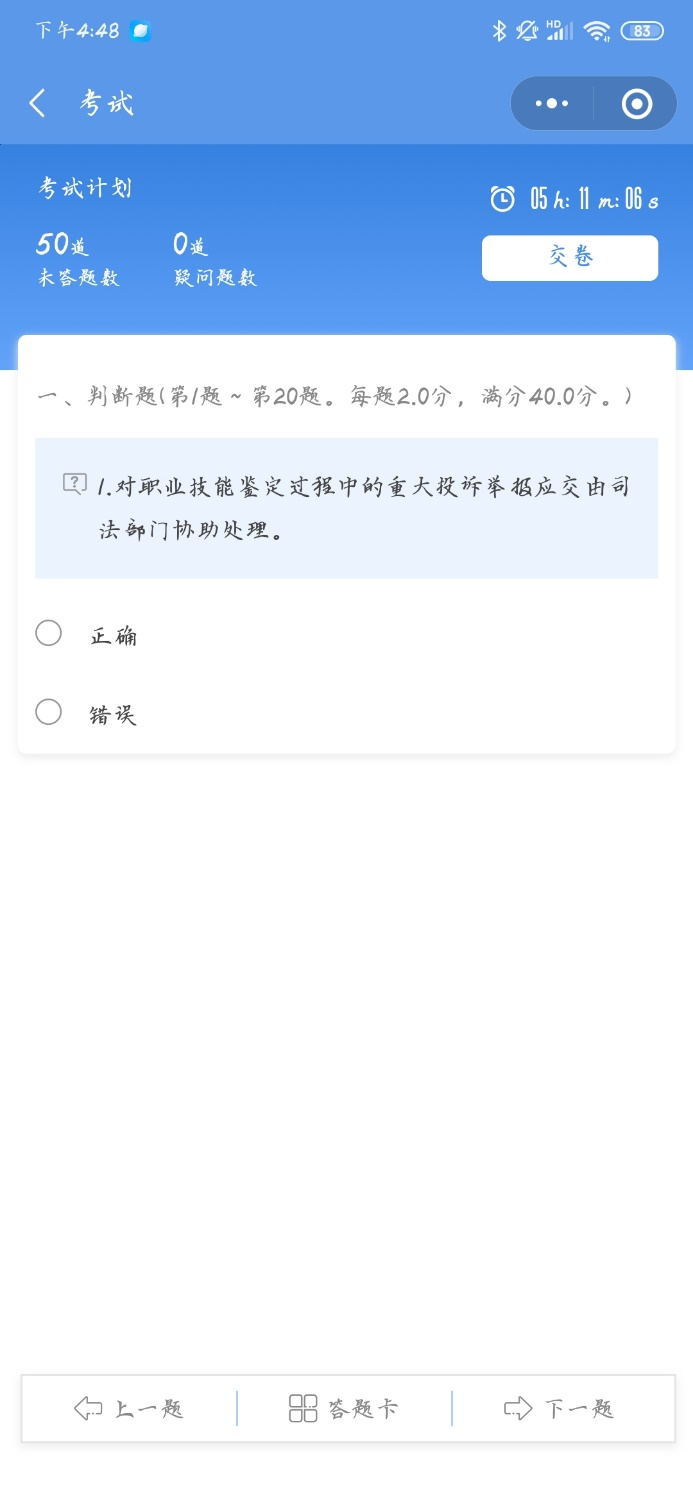 下午4:48
HD
83
考试
考试计划
05 h: 11 m: 06 s
50道
0道
交卷
未答题数
疑问题数
一、判断题(第1题 ~ 第20题。每题2.0分，满分40.0分。)
1.对职业技能鉴定过程中的重大投诉举报应交由司
法部门协助处理。
正确
错误
上一题
答题卡
下一题